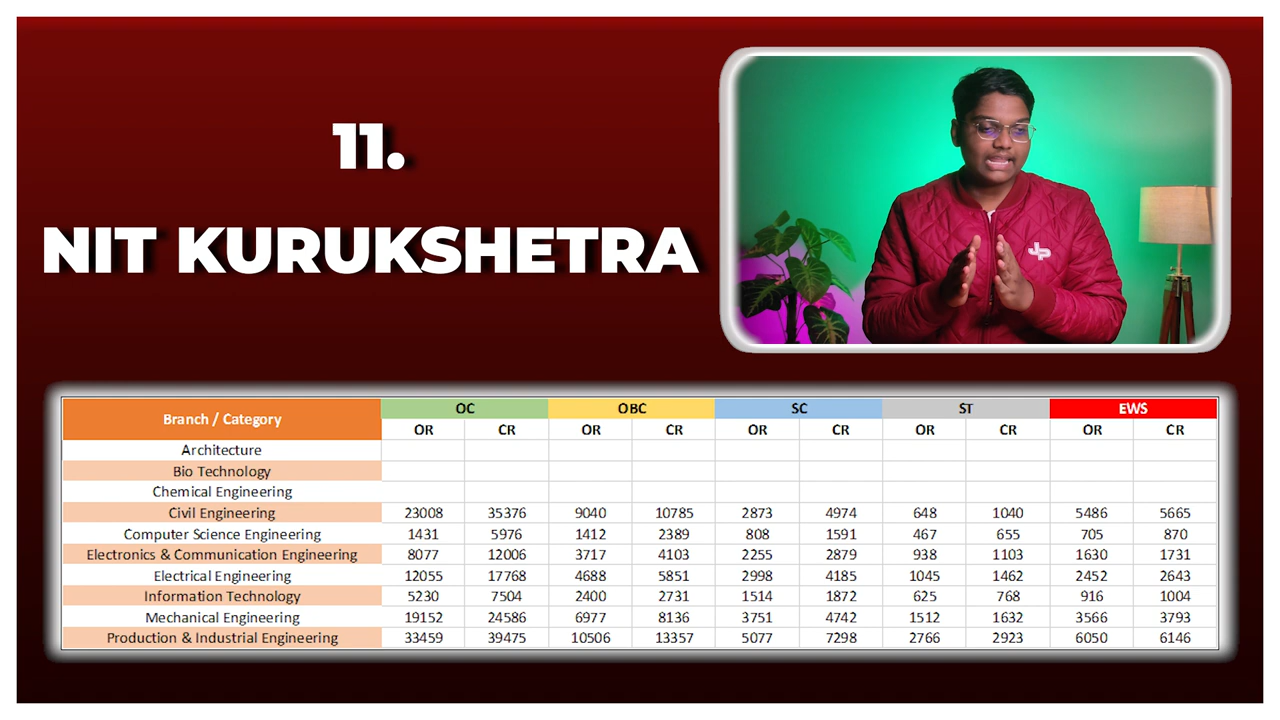 11.
NIT KURUKSHETRA
Branch / Category OC OBC SC ST EWS
OR CR OR CR OR CR OR CR OR CR
Architecture
Bio Technology
Chemical Engineering
Civil Engineering 23008 35376 9040 10785 2873 4974 648 1040 5486 5665
Computer Science Engineering 1431 5976 1412 2389 808 1591 467 655 705 870
Electronics & Communication Engineering 8077 12006 3717 4103 2255 2879 938 1103 1630 1731
Electrical Engineering 12055 17768 4688 5851 2998 4185 1045 1462 2452 2643
Information Technology 5230 7504 2400 2731 1514 1872 625 768 916 1004
Mechanical Engineering 19152 24586 6977 8136 3751 4742 1512 1632 3566 3793
Production & Industrial Engineering 33459 39475 10506 13357 5077 7298 2766 2923 6050 6146